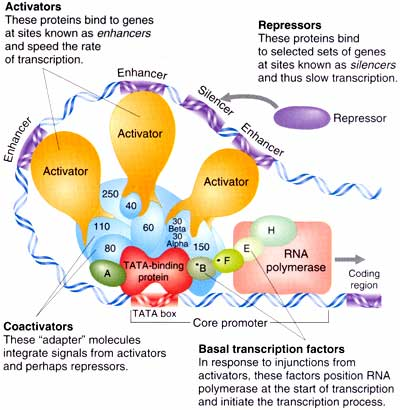 Activators
These proteins bind to genes
at sites known as enhancers
and speed the rate
of transcription.
Repressors
These proteins bind
to selected sets of genes
at sites known as silencers
and thus slow transcription.
Enhancer
Silencer
Repressor
Enhancer
Enhancer
Activator
Activator
Activator
250
40
110
60
30
Beta
30
Alpha
80
150
H
E
•F
•B
A
TATA-binding
protein
RNA
polymerase
Coding
region
TATA box
Core promoter
Coactivators
These “adapter” molecules
integrate signals from activators
and perhaps repressors.
Basal transcription factors
In response to injunctions from
activators, these factors position RNA
polymerase at the start of transcription
and initiate the transcription process.